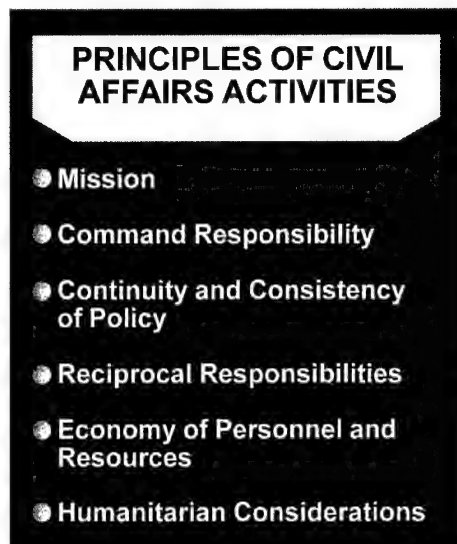 PRINCIPLES OF CIVIL
AFFAIRS ACTIVITIES
Mission
Command Responsibility
Continuity and Consistency
of Policy
Reciprocal Responsibilities
Economy of Personnel and
Resources
Humanitarian Considerations